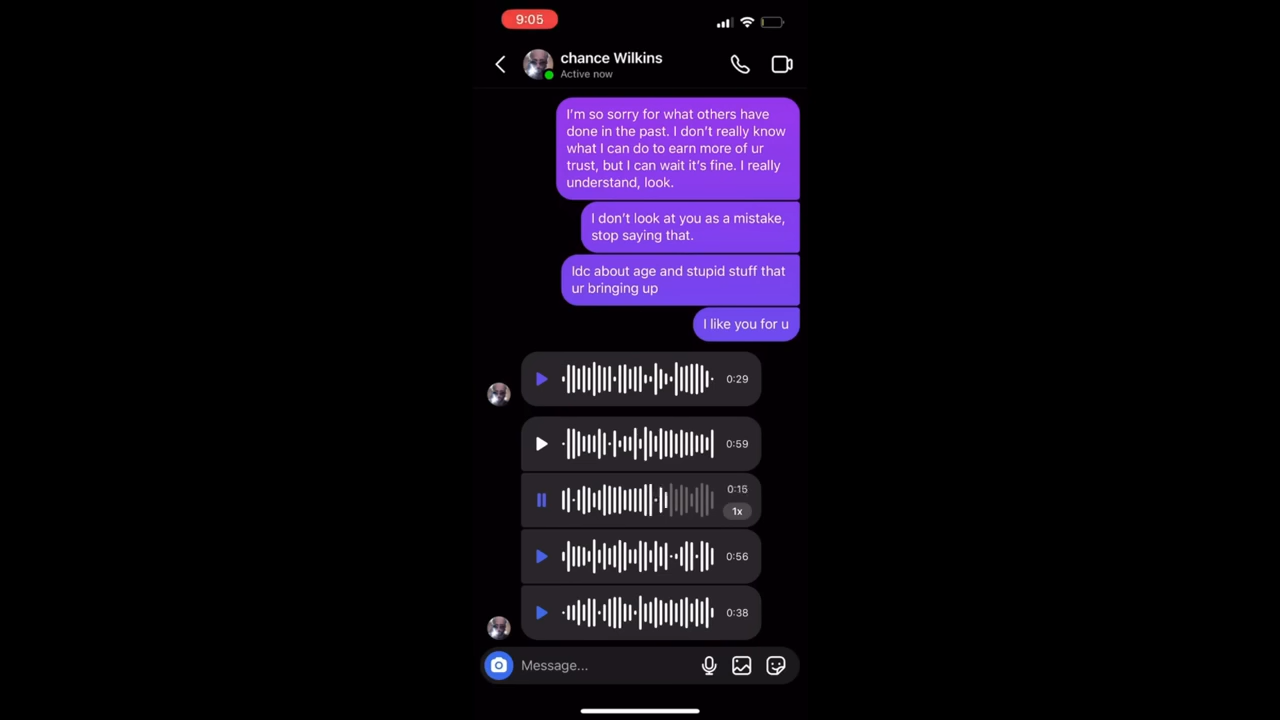 9:05
chance Wilkins
Active now
I'm so sorry for what others have
done in the past. I don't really know
what I can do to earn more of ur
trust, but I can wait it's fine. I really
understand, look.
I don't look at you as a mistake,
stop saying that.
Idc about age and stupid stuff that
ur bringing up
I like you for u
0:29
0:59
0:15
1x
0:56
0:38
Message...